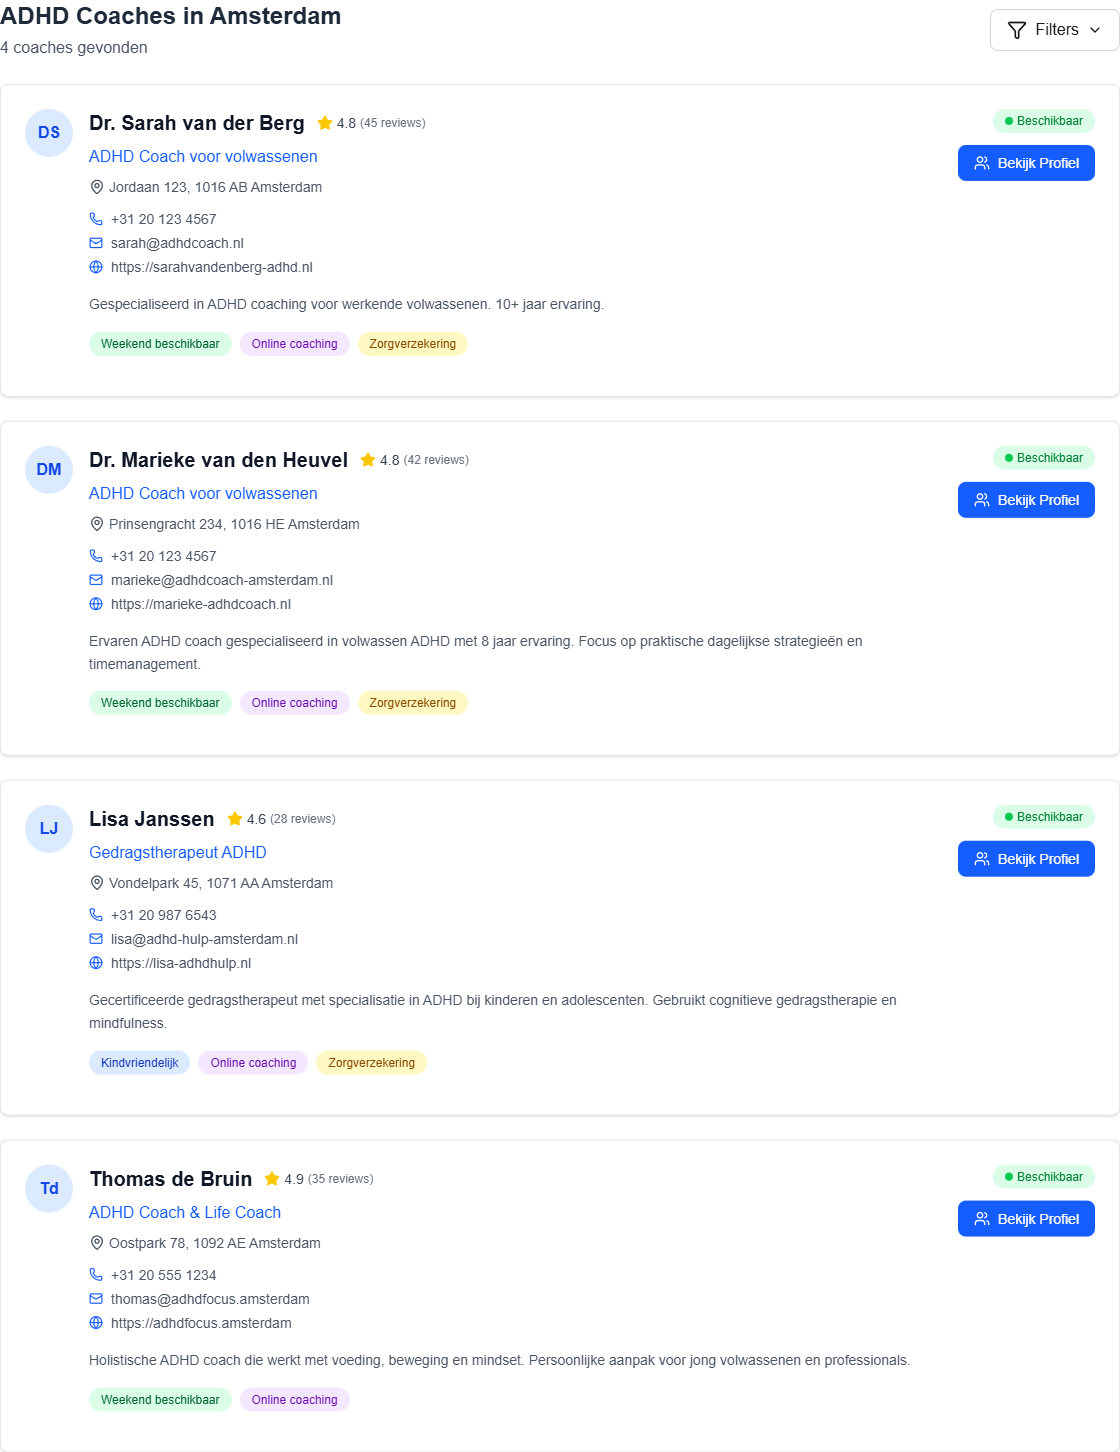 ADHD Coaches in Amsterdam
4 coaches gevonden
Filters
DS
Dr. Sarah van der Berg 4.8 (45 reviews)
Beschikbaar
ADHD Coach voor volwassenen
Bekijk Profiel
Jordaan 123, 1016 AB Amsterdam
+31 20 123 4567
sarah@adhdcoach.nl
https://sarahvandenberg-adhd.nl
Gespecialiseerd in ADHD coaching voor werkende volwassenen. 10+ jaar ervaring.
Weekend beschikbaar Online coaching Zorgverzekering
DM
Dr. Marieke van den Heuvel 4.8 (42 reviews)
Beschikbaar
ADHD Coach voor volwassenen
Bekijk Profiel
Prinsengracht 234, 1016 HE Amsterdam
+31 20 123 4567
marieke@adhdcoach-amsterdam.nl
https://marieke-adhdcoach.nl
Ervaren ADHD coach gespecialiseerd in volwassen ADHD met 8 jaar ervaring. Focus op praktische dagelijkse strategieën en
timemanagement.
Weekend beschikbaar Online coaching Zorgverzekering
LJ
Lisa Janssen 4.6 (28 reviews)
Beschikbaar
Gedragstherapeut ADHD
Bekijk Profiel
Vondelpark 45, 1071 AA Amsterdam
+31 20 987 6543
lisa@adhd-hulp-amsterdam.nl
https://lisa-adhdhulp.nl
Gecertificeerde gedragstherapeut met specialisatie in ADHD bij kinderen en adolescenten. Gebruikt cognitieve gedragstherapie en
mindfulness.
Kindvriendelijk Online coaching Zorgverzekering
Td
Thomas de Bruin 4.9 (35 reviews)
Beschikbaar
ADHD Coach & Life Coach
Bekijk Profiel
Oostpark 78, 1092 AE Amsterdam
+31 20 555 1234
thomas@adhdfocus.amsterdam
https://adhdfocus.amsterdam
Holistische ADHD coach die werkt met voeding, beweging en mindset. Persoonlijke aanpak voor jong volwassenen en professionals.
Weekend beschikbaar Online coaching